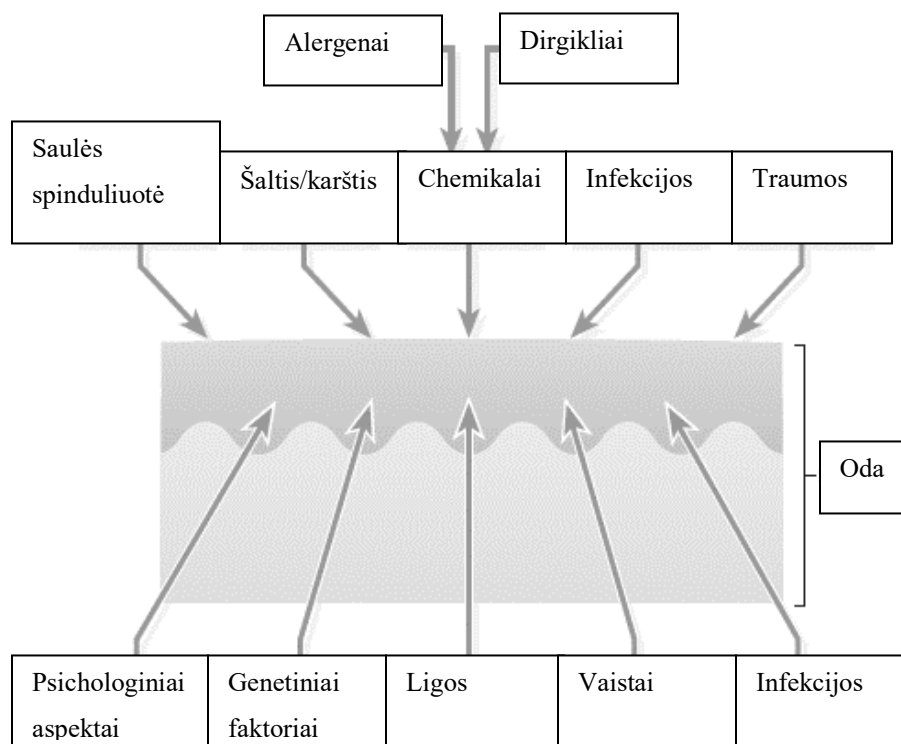 Alergenai
Dirgikliai
Saulės
spinduliuotė
Šaltis/karštis
Chemikalai
Infekcijos
Traumos
Oda
Psichologiniai
aspektai
Genetiniai
faktoriai
Ligos
Vaistai
Infekcijos